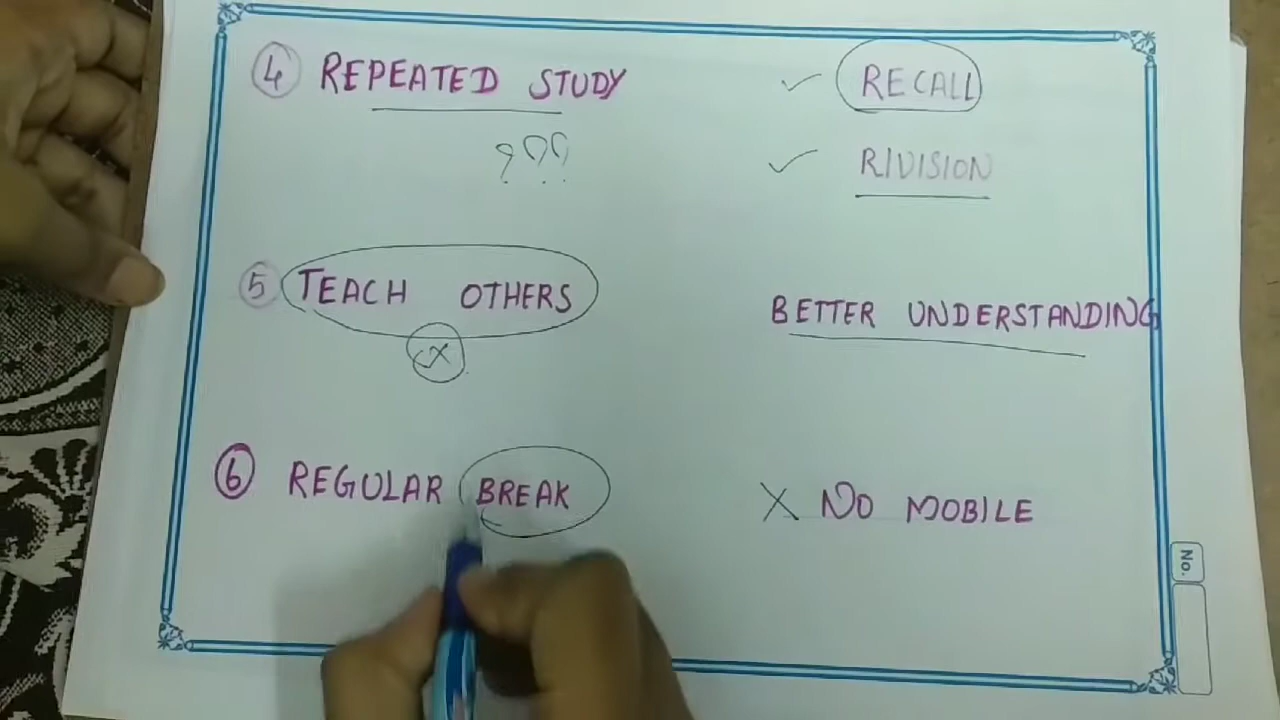 4 REPEATED STUDY ✓ RECALL
??? ✓ RIVISION
5 TEACH OTHERS BETTER UNDERSTANDING
X
6 REGULAR BREAK X NO MOBILE
No.